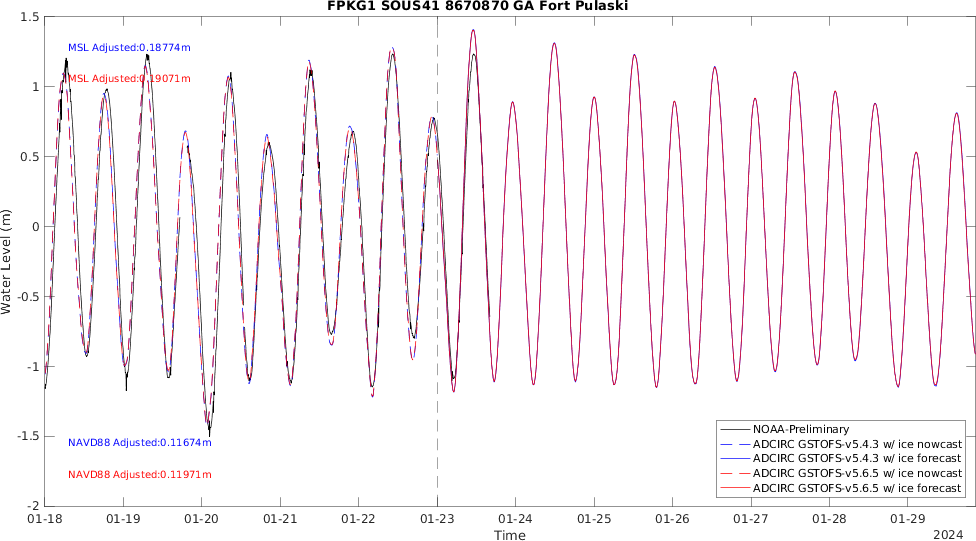 FPKG1 SOUS41 8670870 GA Fort Pulaski
1.5
MSL Adjusted:0.18774m
MSL Adjusted:0.19071m
1
0.5
0
-0.5
-1
-1.5
-2
Water Level (m)
NAVD88 Adjusted:0.11674m
NAVD88 Adjusted:0.11971m
NOAA-Preliminary
ADCIRC GSTOFS-v5.4.3 w/ ice nowcast
ADCIRC GSTOFS-v5.4.3 w/ ice forecast
ADCIRC GSTOFS-v5.6.5 w/ ice nowcast
ADCIRC GSTOFS-v5.6.5 w/ ice forecast
01-18 01-19 01-20 01-21 01-22 01-23 01-24 01-25 01-26 01-27 01-28 01-29
Time
2024